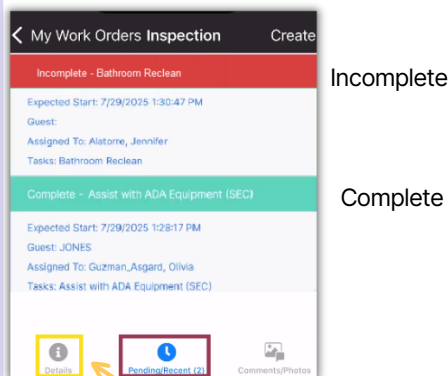 My Work Orders Inspection Create
Incomplete - Bathroom Reclean
Incomplete
Expected Start: 7/29/2025 1:30:47 PM
Guest:
Assigned To: Alatorre, Jennifer
Tasks: Bathroom Reclean
Complete - Assist with ADA Equipment (SEC)
Complete
Expected Start: 7/29/2025 1:28:17 PM
Guest: JONES
Assigned To: Guzman_Asgard, Olivia
Tasks: Assist with ADA Equipment (SEC)
Details Pending/Recent (2) Comments/Photos